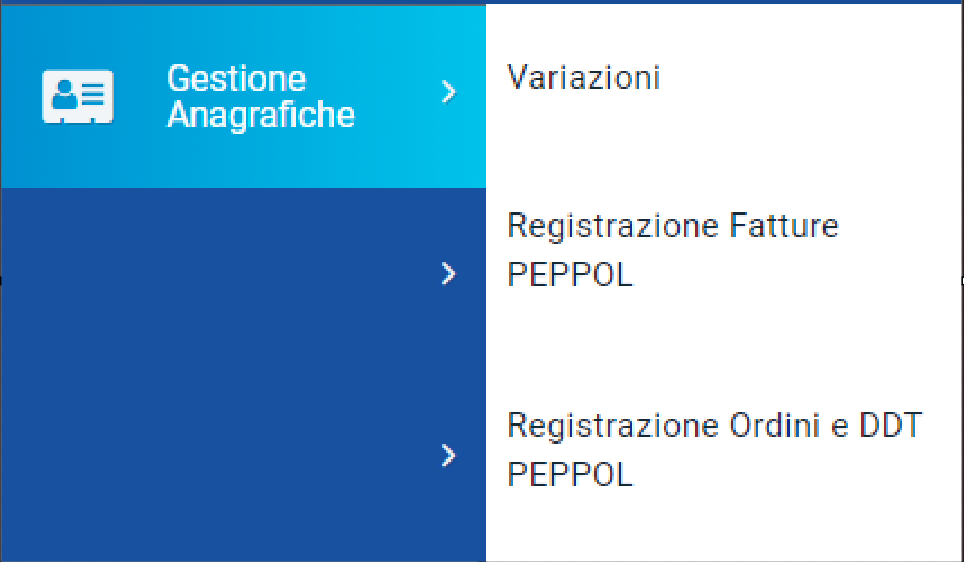 Gestione
Anagrafiche
Variazioni
Registrazione Fatture
PEPPOL
Registrazione Ordini e DDT
PEPPOL